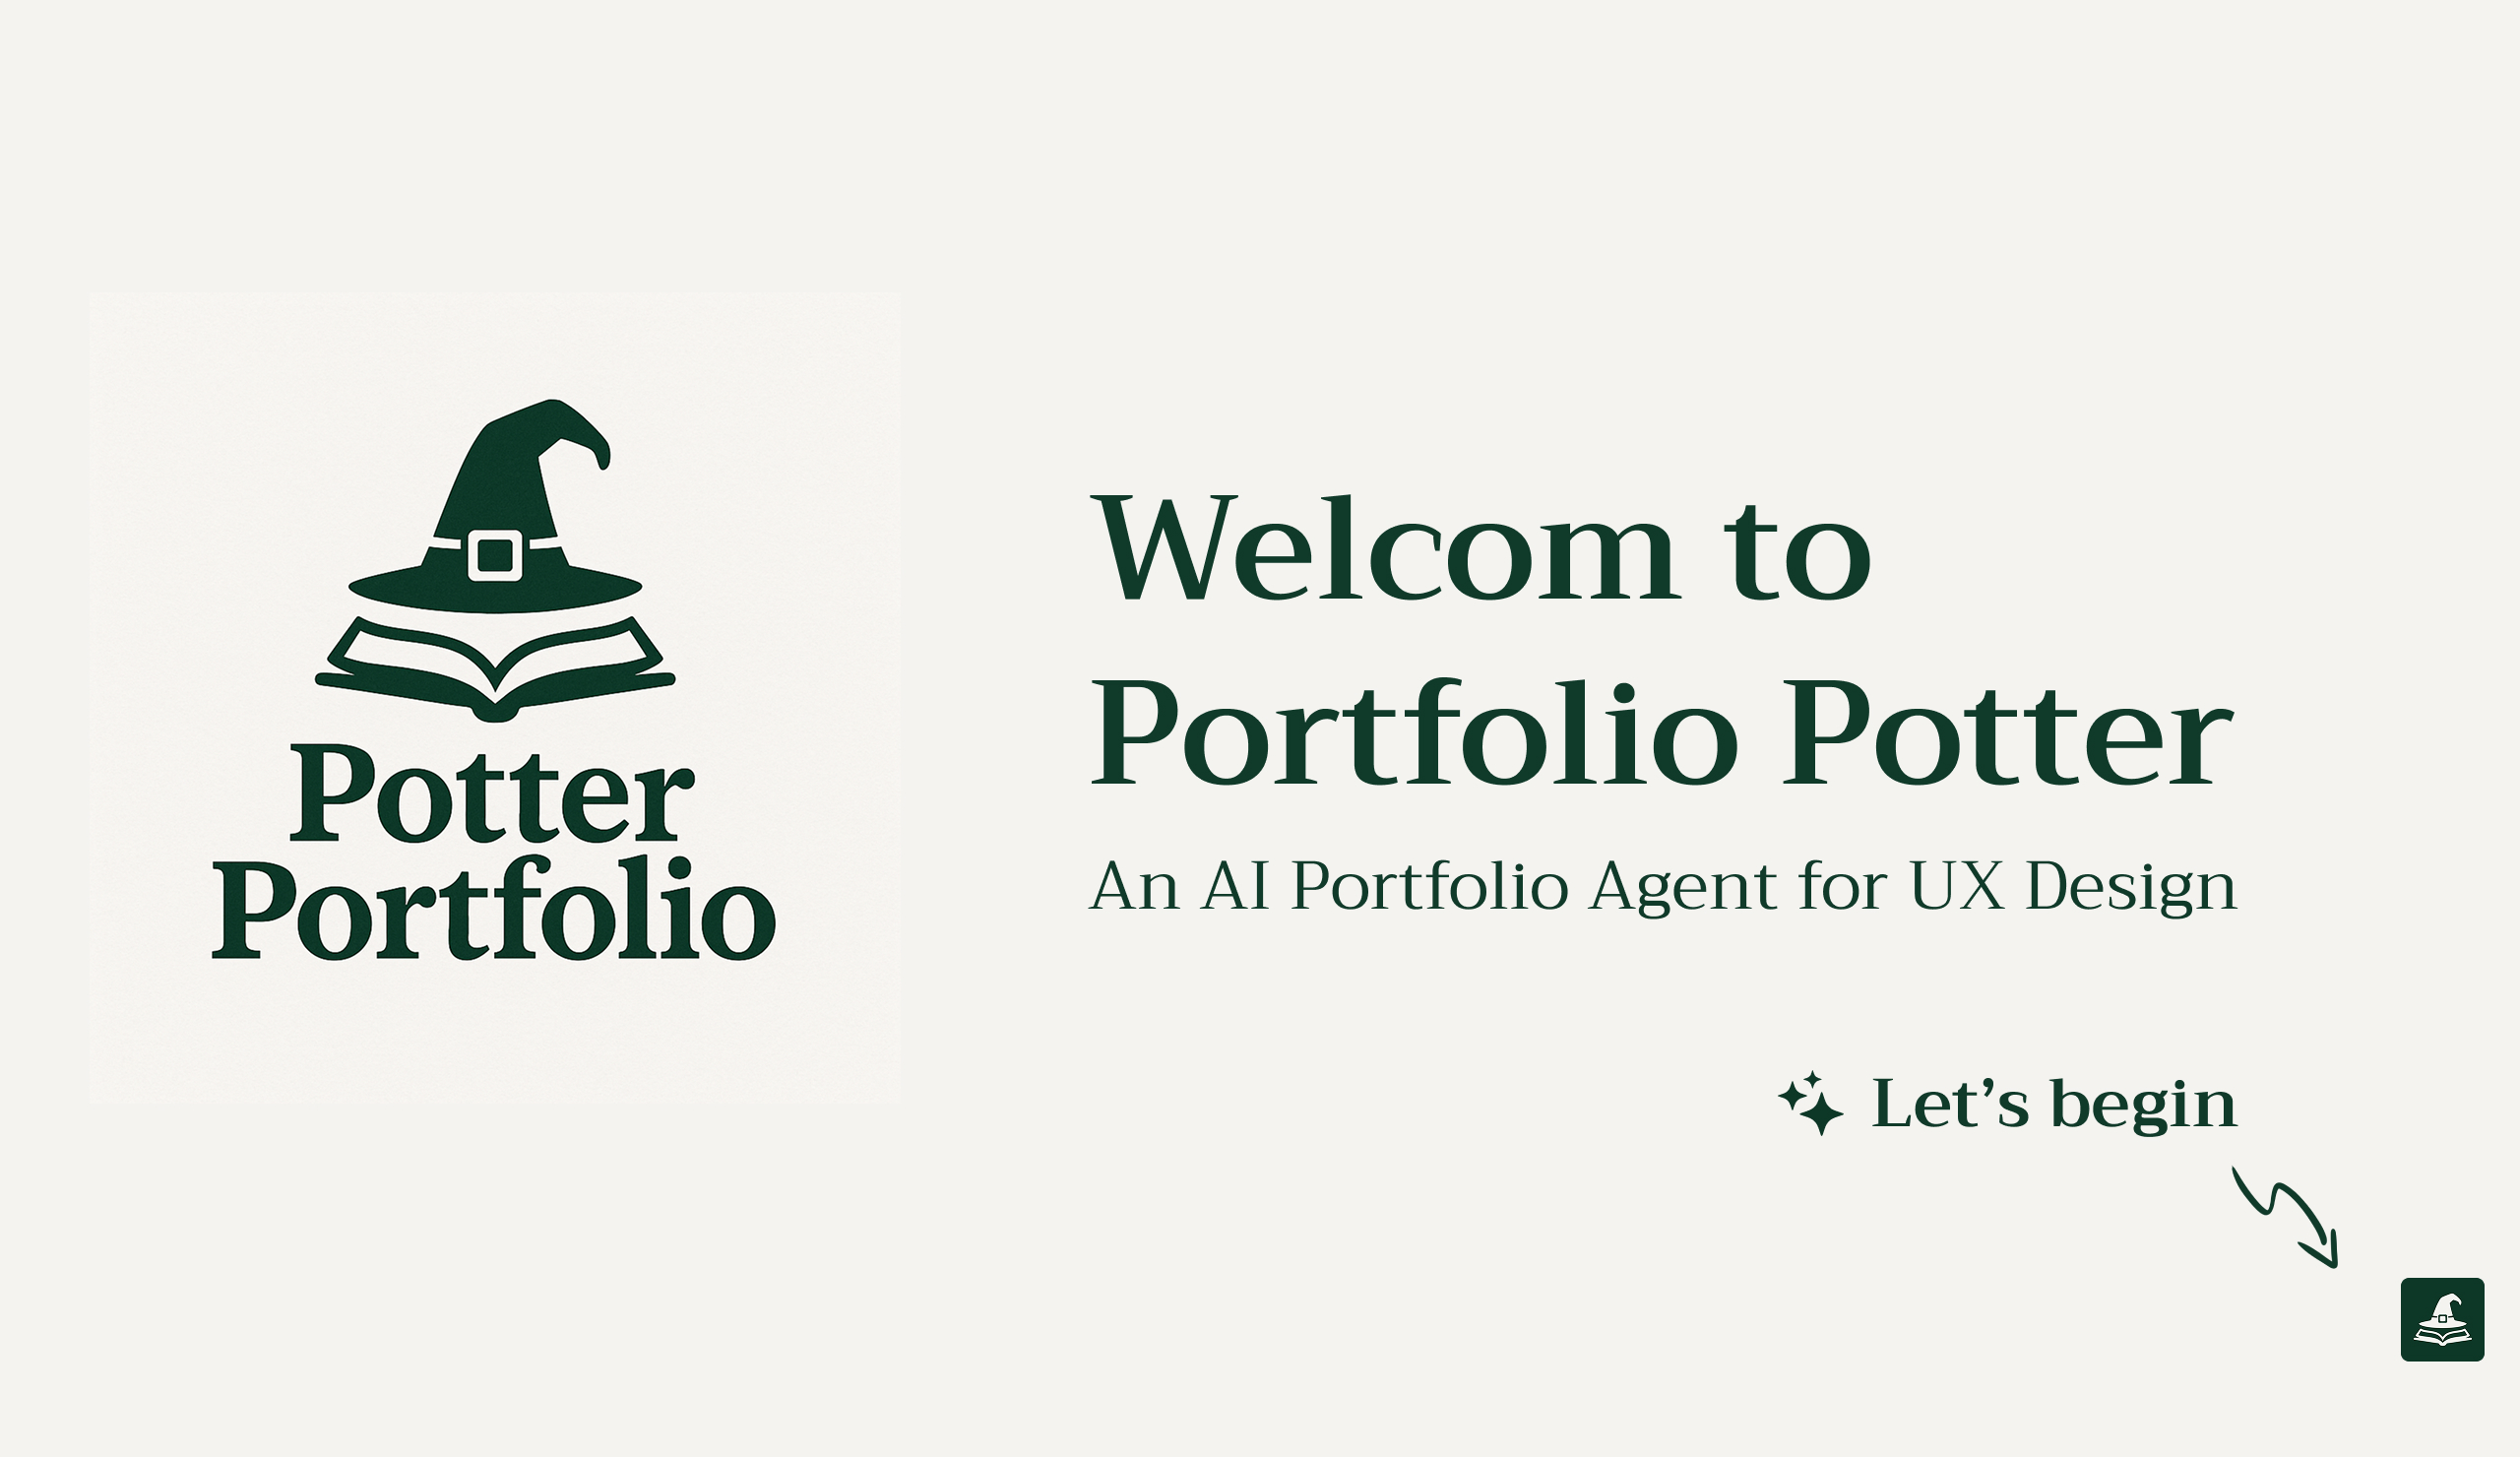 Potter
Portfolio
Welcom to
Portfolio Potter
An AI Portfolio Agent for UX Design
Let’s begin